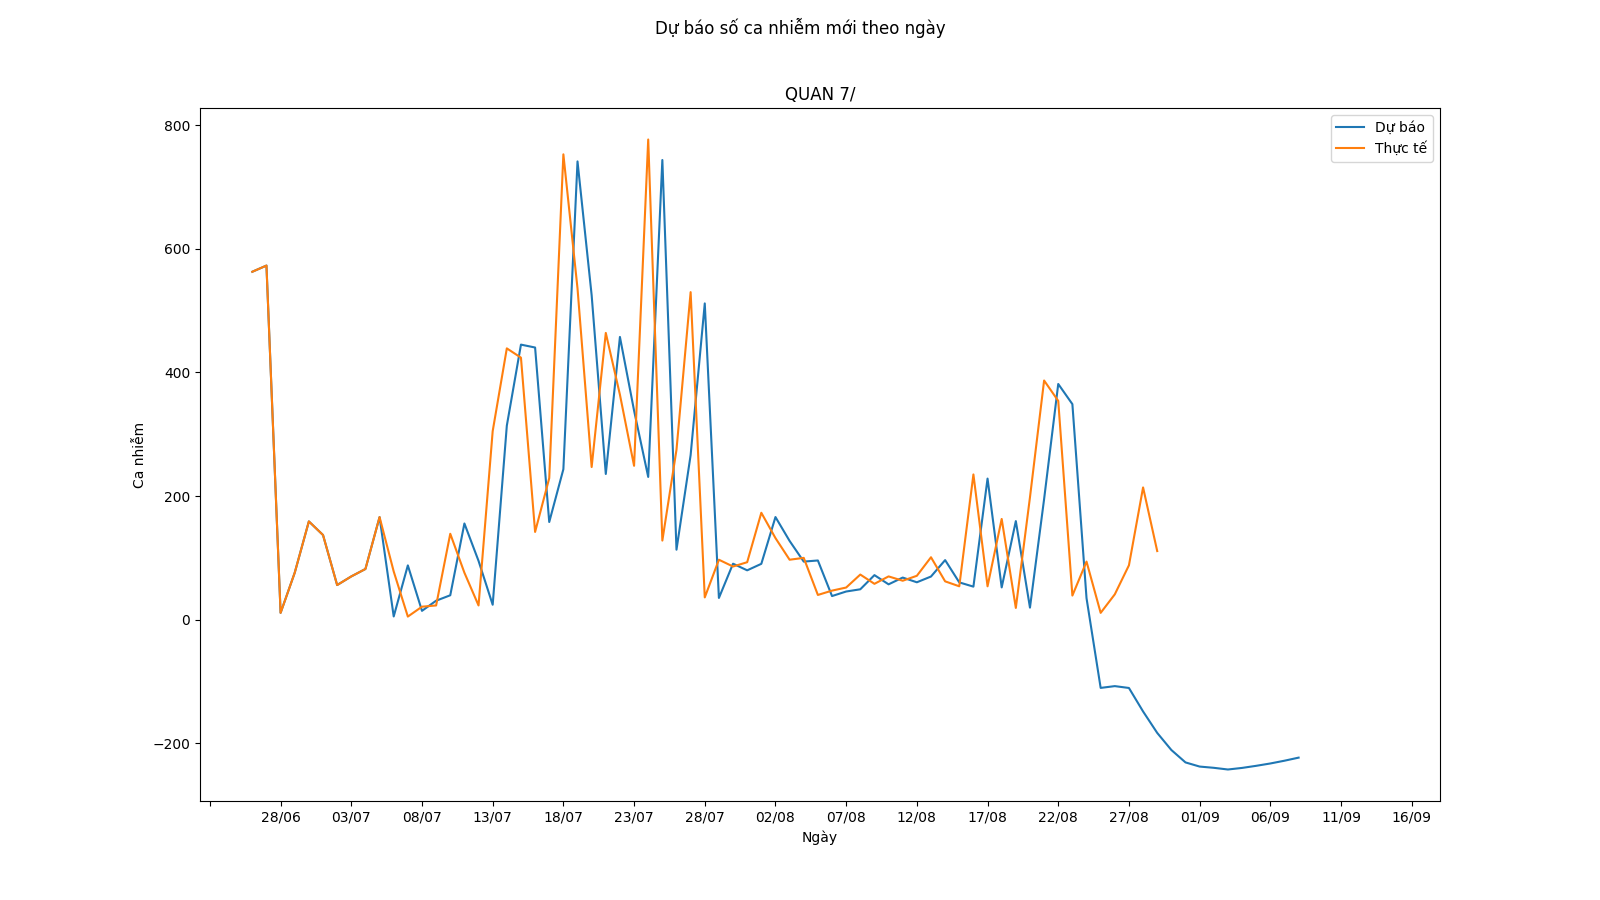 Dự báo số ca nhiễm mới theo ngày
QUAN 7/
Dự báo
Thực tế
800
600
400
200
0
−200
Ca nhiễm
28/06 03/07 08/07 13/07 18/07 23/07 28/07 02/08 07/08 12/08 17/08 22/08 27/08 01/09 06/09 11/09 16/09
Ngày